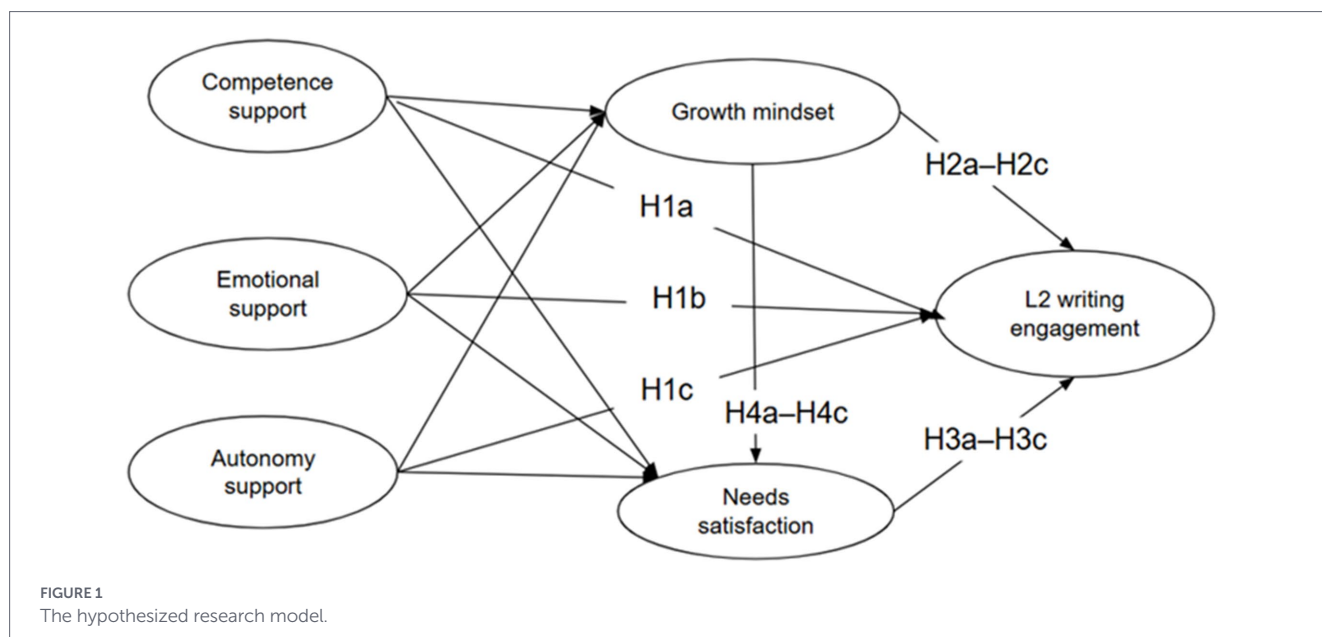 Competence
support
Growth mindset
H2a–H2c
H1a
Emotional
support
H1b
L2 writing
engagement
H1c
H4a–H4c
H3a–H3c
Autonomy
support
Needs
satisfaction
FIGURE 1
The hypothesized research model.